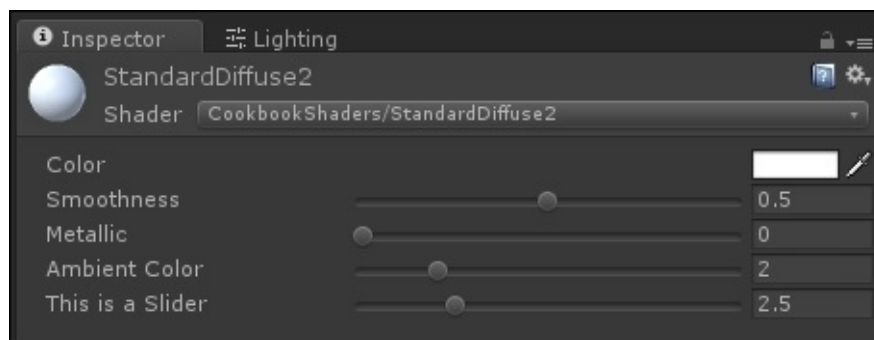 Inspector Lighting
StandardDiffuse2
Shader CookbookShaders/StandardDiffuse2
Color
Smoothness 0.5
Metallic 0
Ambient Color 2
This is a Slider 2.5